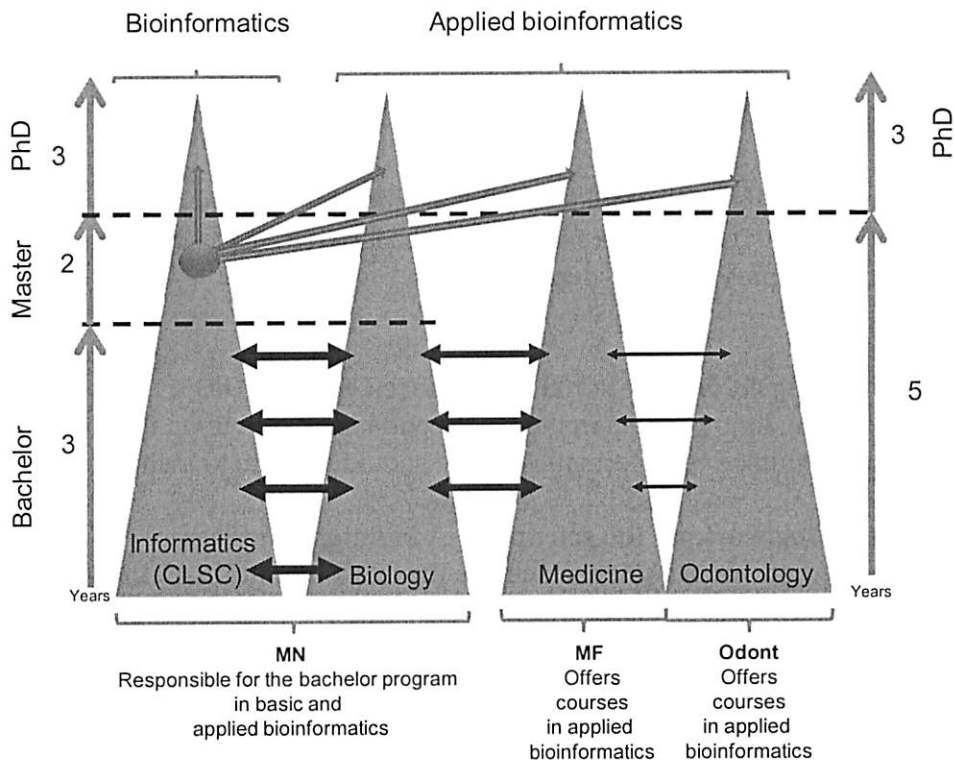 Bioinformatics
Applied bioinformatics
PhD
3
3
PhD
Master
2
Bachelor
3
5
Informatics
(CLSC)
Biology
Medicine
Odontology
Years
Years
MN
Responsible for the bachelor program
in basic and
applied bioinformatics
MF
Offers
courses
in applied
bioinformatics
Odont
Offers
courses
in applied
bioinformatics